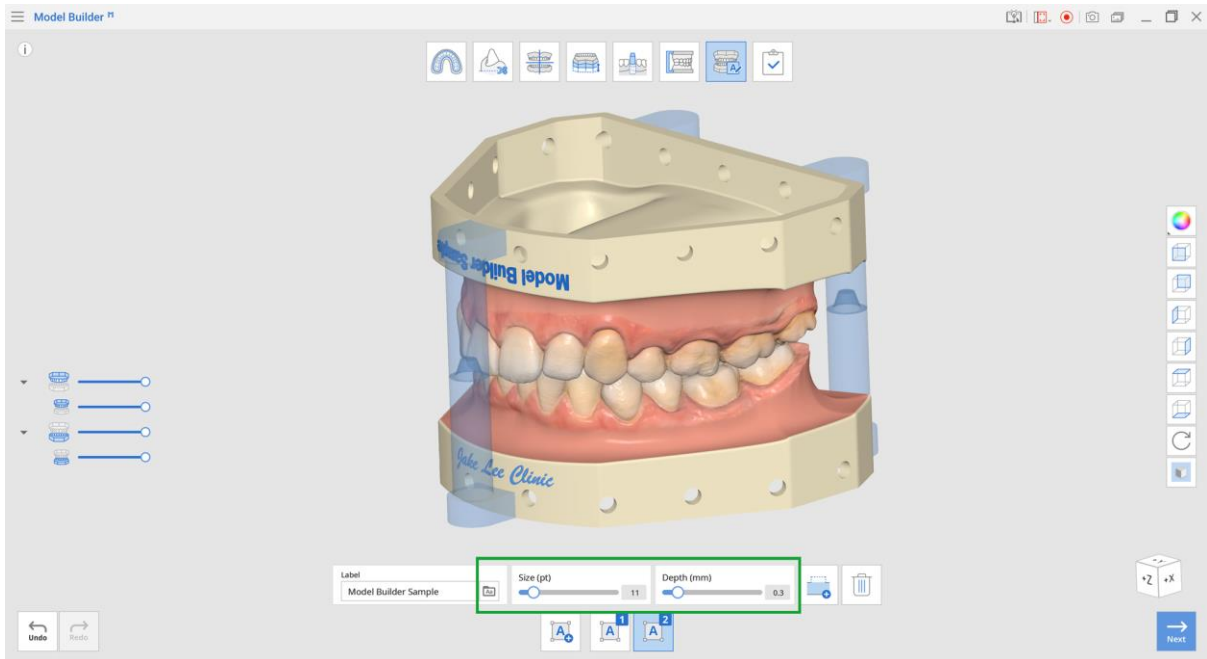 Model Builder
Model Builder Sample
Jake Lee Clinic
Label
Model Builder Sample
Size (pt)
11
Depth (mm)
0.3
A
A 1
A 2
Undo
Redo
Next
+Z +X